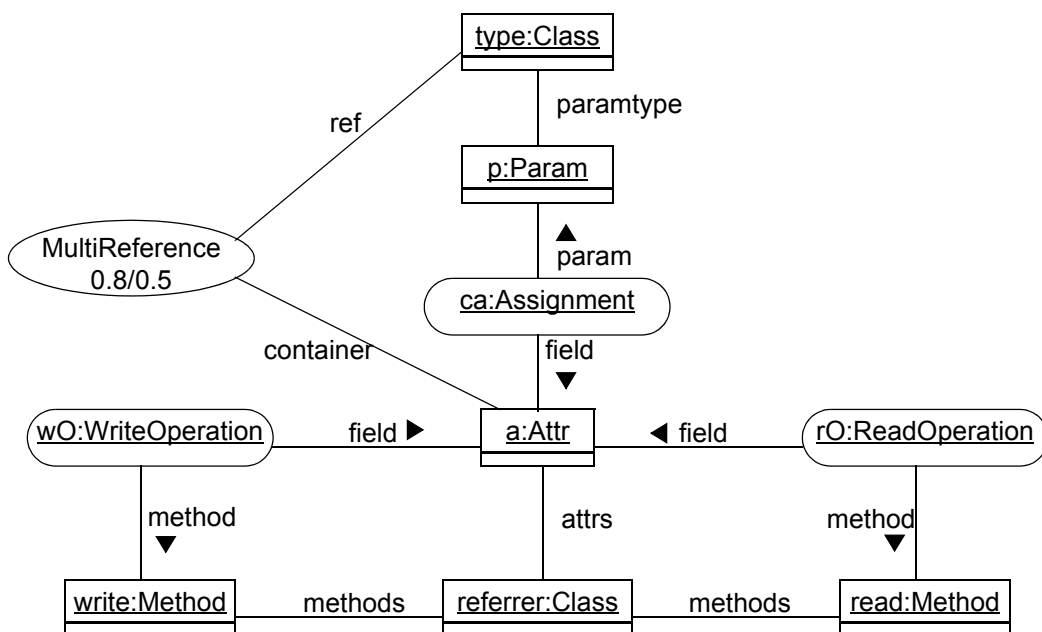 type:Class
paramtype
ref
p:Param
MultiReference
0.8/0.5
param
ca:Assignment
container
field
wO:WriteOperation
field
a:Attr
field
rO:ReadOperation
method
attrs
method
write:Method
methods
referrer:Class
methods
read:Method